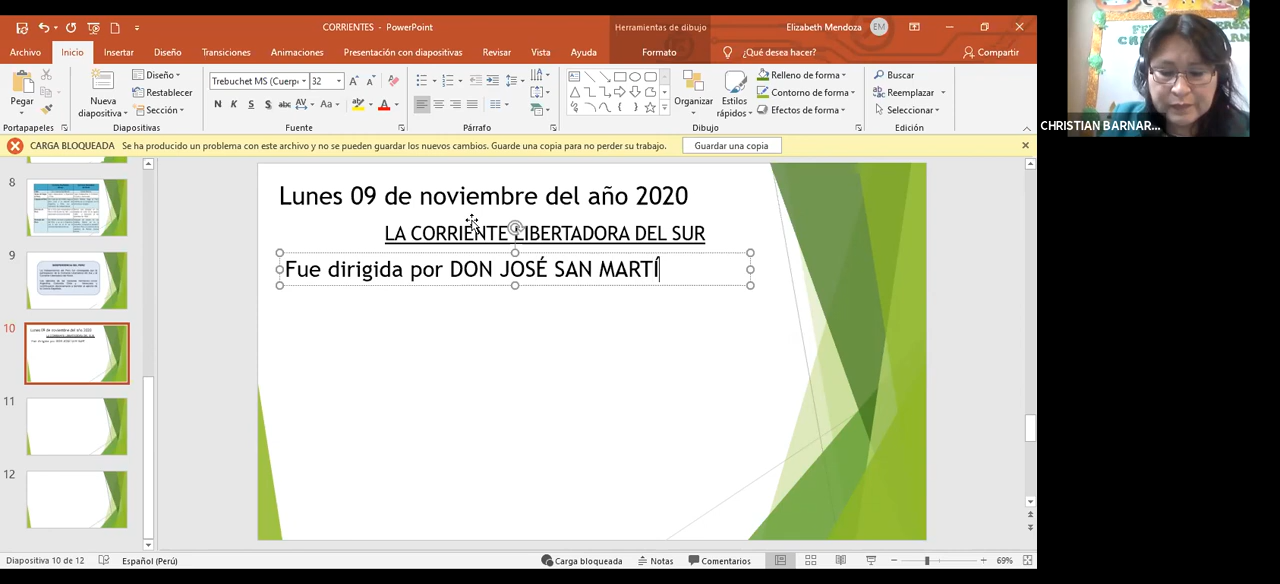 CORRIENTES - PowerPoint
Herramientas de dibujo
Elizabeth Mendoza
EM
Archivo Inicio Insertar Diseño Transiciones Animaciones Presentación con diapositivas Revisar Vista Ayuda Formato ¿Qué desea hacer? Compartir
Pegar
Nueva diapositiva
Diseño
Restablecer
Sección
Trebuchet MS (Cuerp 32
N K S S abc AV Aa A
Organizar
Estilos rápidos
Relleno de forma
Contorno de forma
Efectos de forma
Buscar
Reemplazar
Seleccionar
Portapapeles Diapositivas Fuente Párrafo Dibujo Edición
CARGA BLOQUEADA Se ha producido un problema con este archivo y no se pueden guardar los nuevos cambios. Guarde una copia para no perder su trabajo. Guardar una copia
CHRISTIAN BARNAR...
8
9
10
11
12
Lunes 09 de noviembre del año 2020
LA CORRIENTE LIBERTADORA DEL SUR
Fue dirigida por DON JOSÉ SAN MARTÍ
Diapositiva 10 de 12 Español (Perú) Carga bloqueada Notas Comentarios 69%